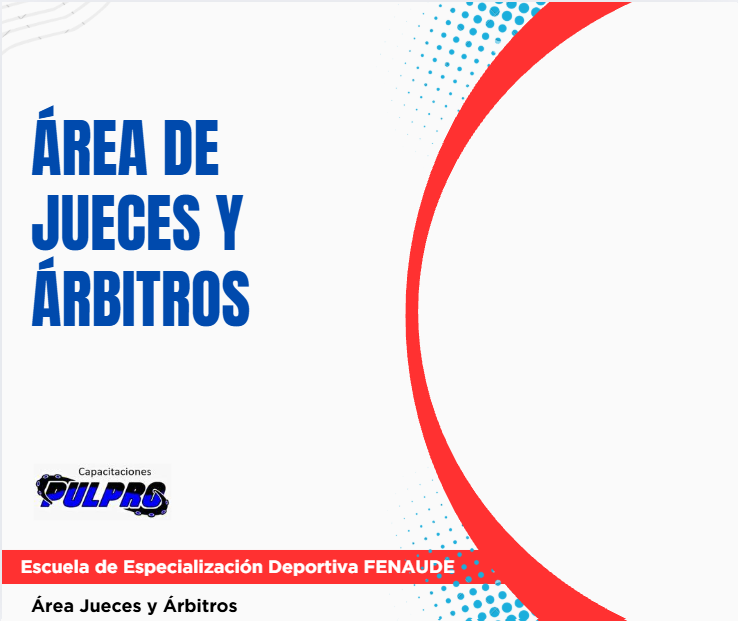 ÁREA DE
JUECES Y
ÁRBITROS
Capacitaciones
PULPRO
Escuela de Especialización Deportiva FENAUDE
Área Jueces y Árbitros